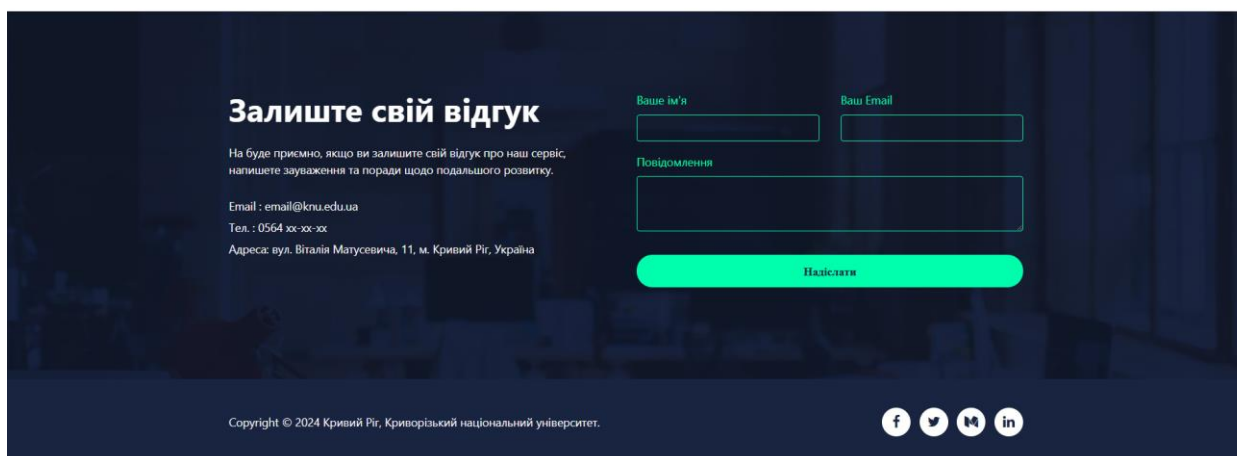 Залиште свій відгук
На буде приємно, якщо ви залишите свій відгук про наш сервіс,
напишете зауваження та поради щодо подальшого розвитку.
Email : email@knu.edu.ua
Тел. : 0564 xx-xx-xx
Адреса: вул. Віталія Матусевича, 11, м. Кривий Ріг, Україна
Ваше ім'я
Ваш Email
Повідомлення
Надіслати
Copyright © 2024 Кривий Ріг, Криворізький національний університет.